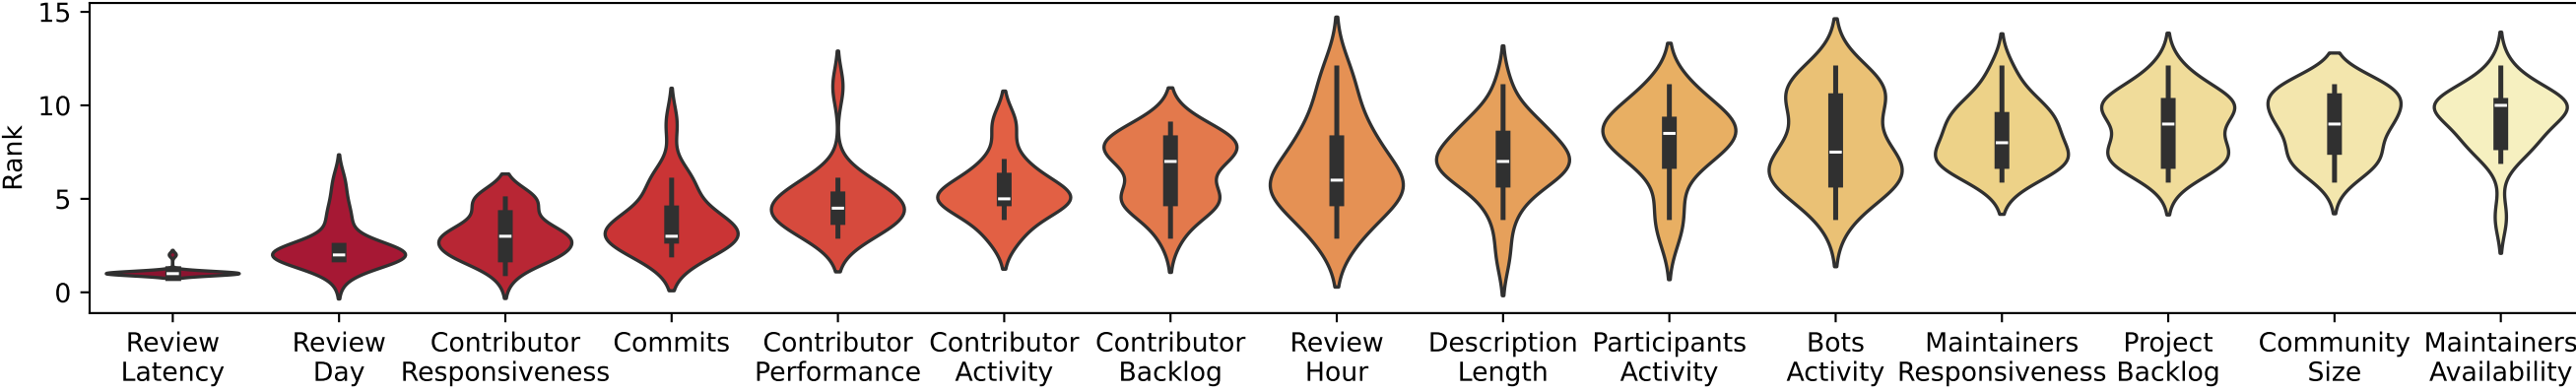 15
10
5
0
Rank
Review
Latency
Review
Day
Contributor
Responsiveness
Commits
Contributor
Performance
Contributor
Activity
Contributor
Backlog
Review
Hour
Description
Length
Participants
Activity
Bots
Activity
Maintainers
Responsiveness
Project
Backlog
Community
Size
Maintainers
Availability